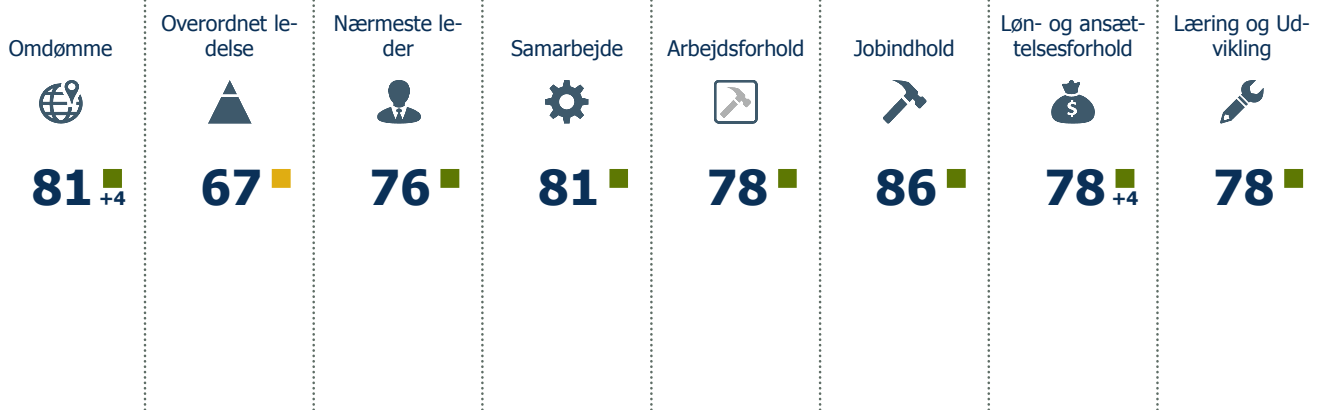 Omdømme
Overordnet le-
delse
Nærmeste le-
der
Samarbejde
Arbejdsforhold
Jobindhold
Løn- og ansæt-
telsesforhold
Læring og Ud-
vikling
$
81 +4
67
76
81
78
86
78 +4
78